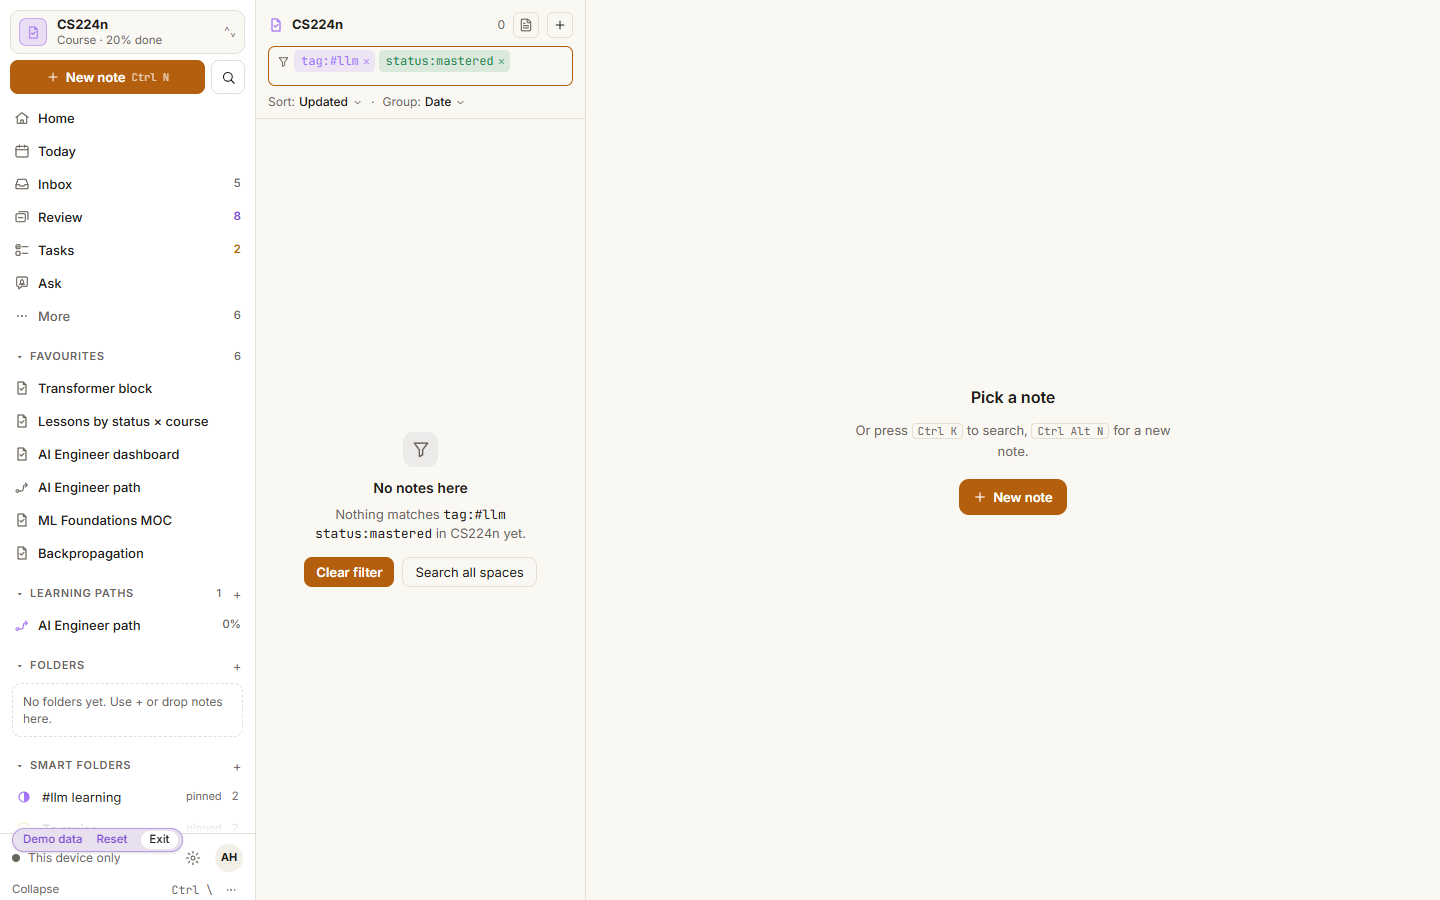 CS224n
Course · 20% done
+ New note Ctrl N
Home
Today
Inbox 5
Review 8
Tasks 2
Ask
More 6
FAVOURITES 6
Transformer block
Lessons by status × course
AI Engineer dashboard
AI Engineer path
ML Foundations MOC
Backpropagation
LEARNING PATHS 1 +
AI Engineer path 0%
FOLDERS +
No folders yet. Use + or drop notes
here.
SMART FOLDERS +
#llm learning pinned 2
pinned 2
Demo data Reset Exit
This device only AH
Collapse Ctrl \ ···
CS224n 0 +
tag:#llm × status:mastered ×
Sort: Updated · Group: Date
No notes here
Nothing matches tag:#llm
status:mastered in CS224n yet.
Clear filter Search all spaces
Pick a note
Or press Ctrl K to search, Ctrl Alt N for a new
note.
+ New note